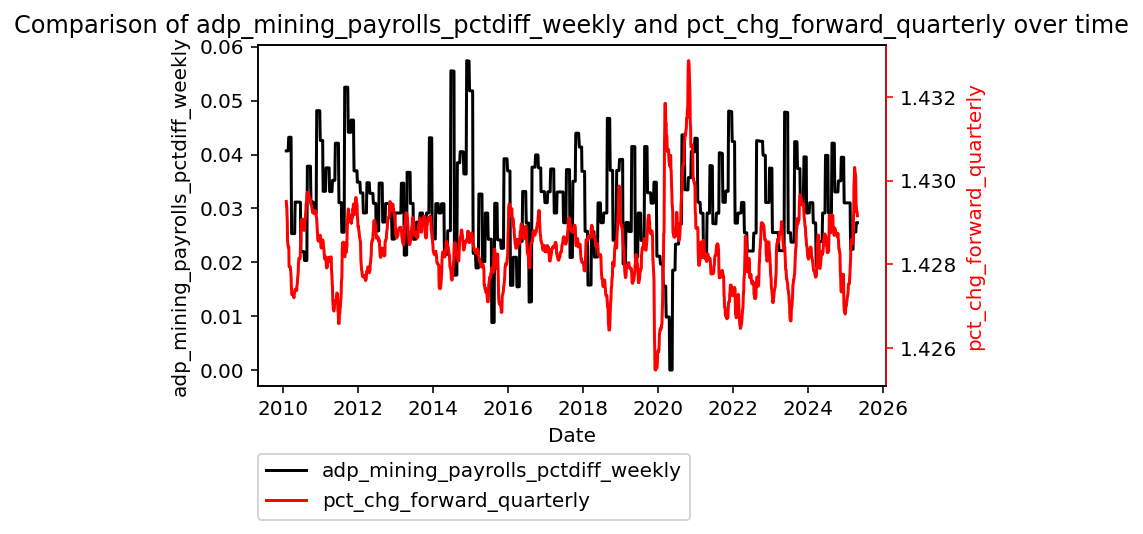 Comparison of adp_mining_payrolls_pctdiff_weekly and pct_chg_forward_quarterly over time
adp_mining_payrolls_pctdiff_weekly
0.06
0.05
0.04
0.03
0.02
0.01
0.00
1.432
1.430
1.428
1.426
pct_chg_forward_quarterly
2010 2012 2014 2016 2018 2020 2022 2024 2026
Date
adp_mining_payrolls_pctdiff_weekly
pct_chg_forward_quarterly